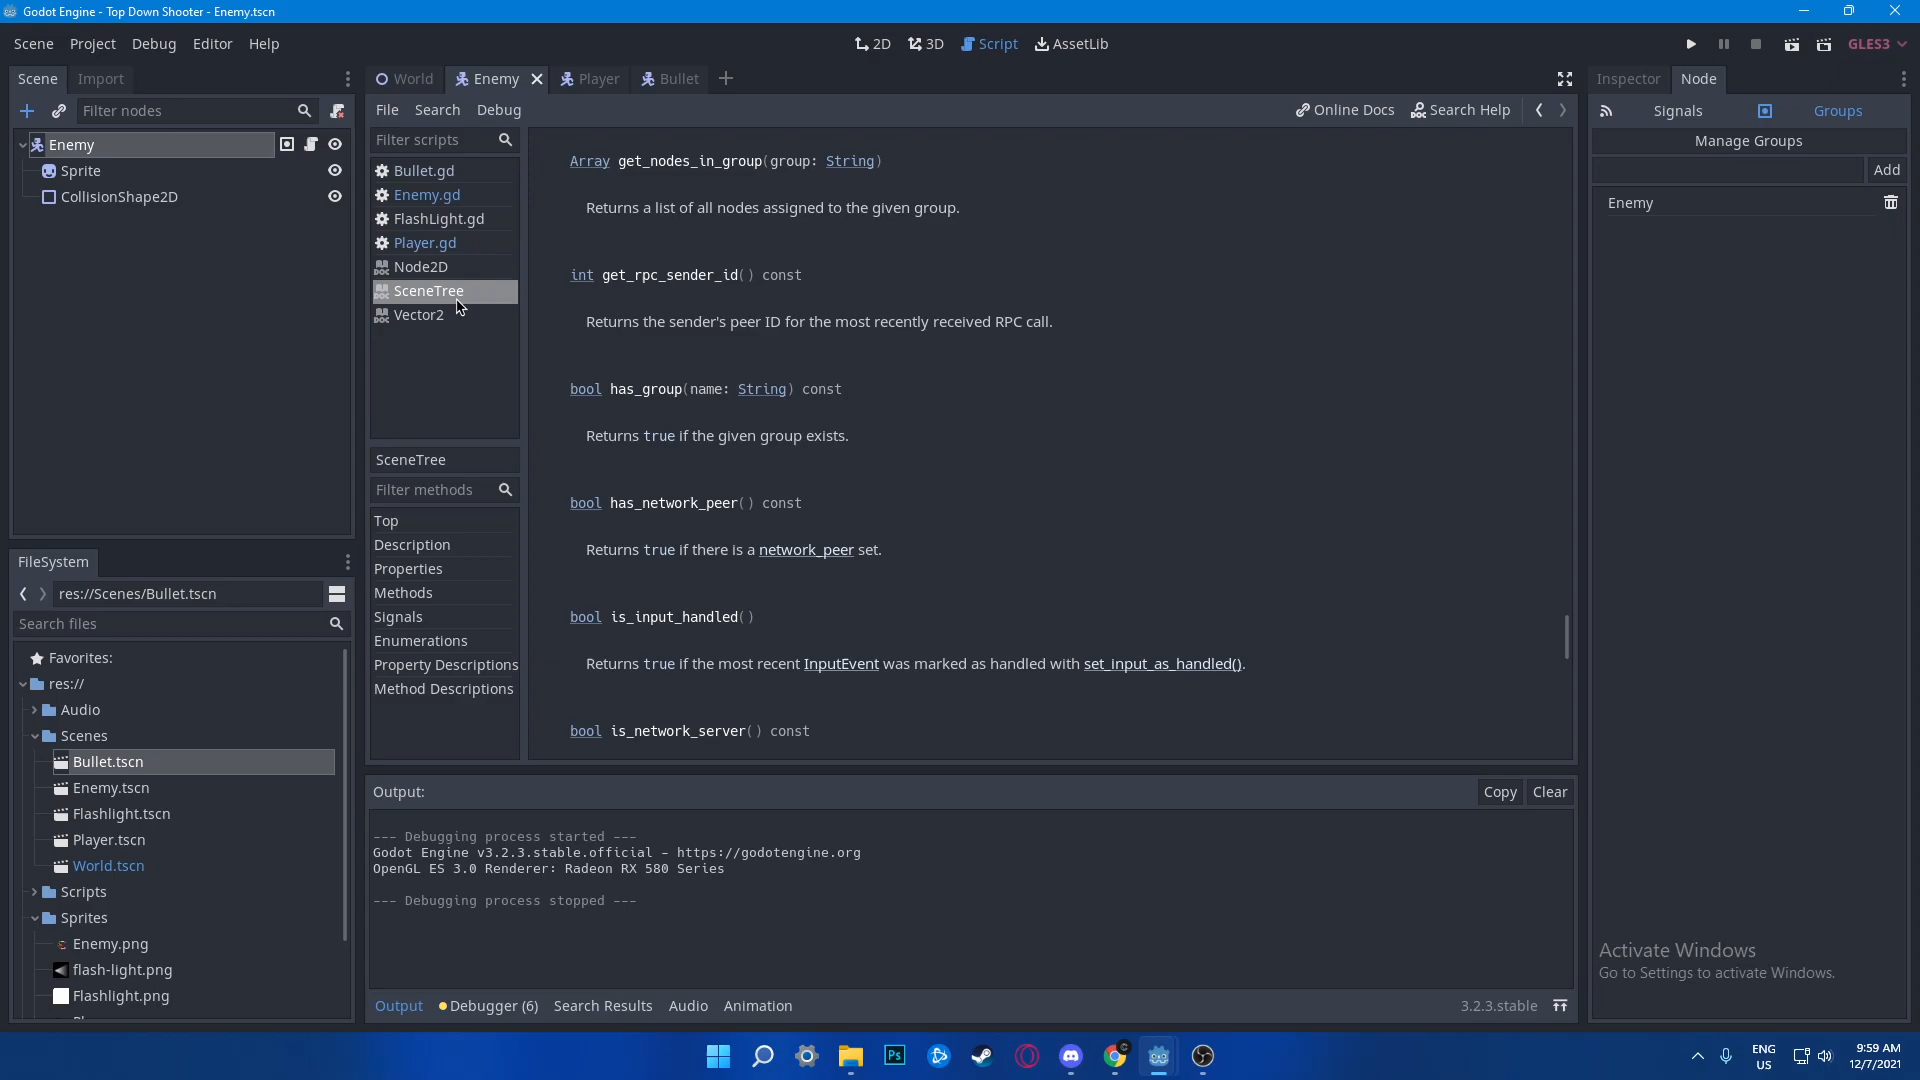 Godot Engine - Top Down Shooter - Enemy.tscn
Scene Project Debug Editor Help
2D 3D Script AssetLib
GLES3
Scene Import
World Enemy Player Bullet
Inspector Node
Filter nodes
File Search Debug
Online Docs Search Help
Signals Groups
Manage Groups
Add
Enemy
Enemy
Sprite
CollisionShape2D
Filter scripts
Bullet.gd
Enemy.gd
FlashLight.gd
Player.gd
Node2D
SceneTree
Vector2
SceneTree
Filter methods
Top
Description
Properties
Methods
Signals
Enumerations
Property Descriptions
Method Descriptions
Array get_nodes_in_group(group: String)
Returns a list of all nodes assigned to the given group.
int get_rpc_sender_id() const
Returns the sender's peer ID for the most recently received RPC call.
bool has_group(name: String) const
Returns true if the given group exists.
bool has_network_peer() const
Returns true if there is a network_peer set.
bool is_input_handled()
Returns true if the most recent InputEvent was marked as handled with set_input_as_handled().
bool is_network_server() const
FileSystem
res://Scenes/Bullet.tscn
Search files
Favorites:
res://
Audio
Scenes
Bullet.tscn
Enemy.tscn
Flashlight.tscn
Player.tscn
World.tscn
Scripts
Sprites
Enemy.png
flash-light.png
Flashlight.png
Output:
Copy Clear
--- Debugging process started ---
Godot Engine v3.2.3.stable.official - https://godotengine.org
OpenGL ES 3.0 Renderer: Radeon RX 580 Series
--- Debugging process stopped ---
Output Debugger (6) Search Results Audio Animation
3.2.3.stable
Activate Windows
Go to Settings to activate Windows.
Ps
ENG
US
9:59 AM
12/7/2021